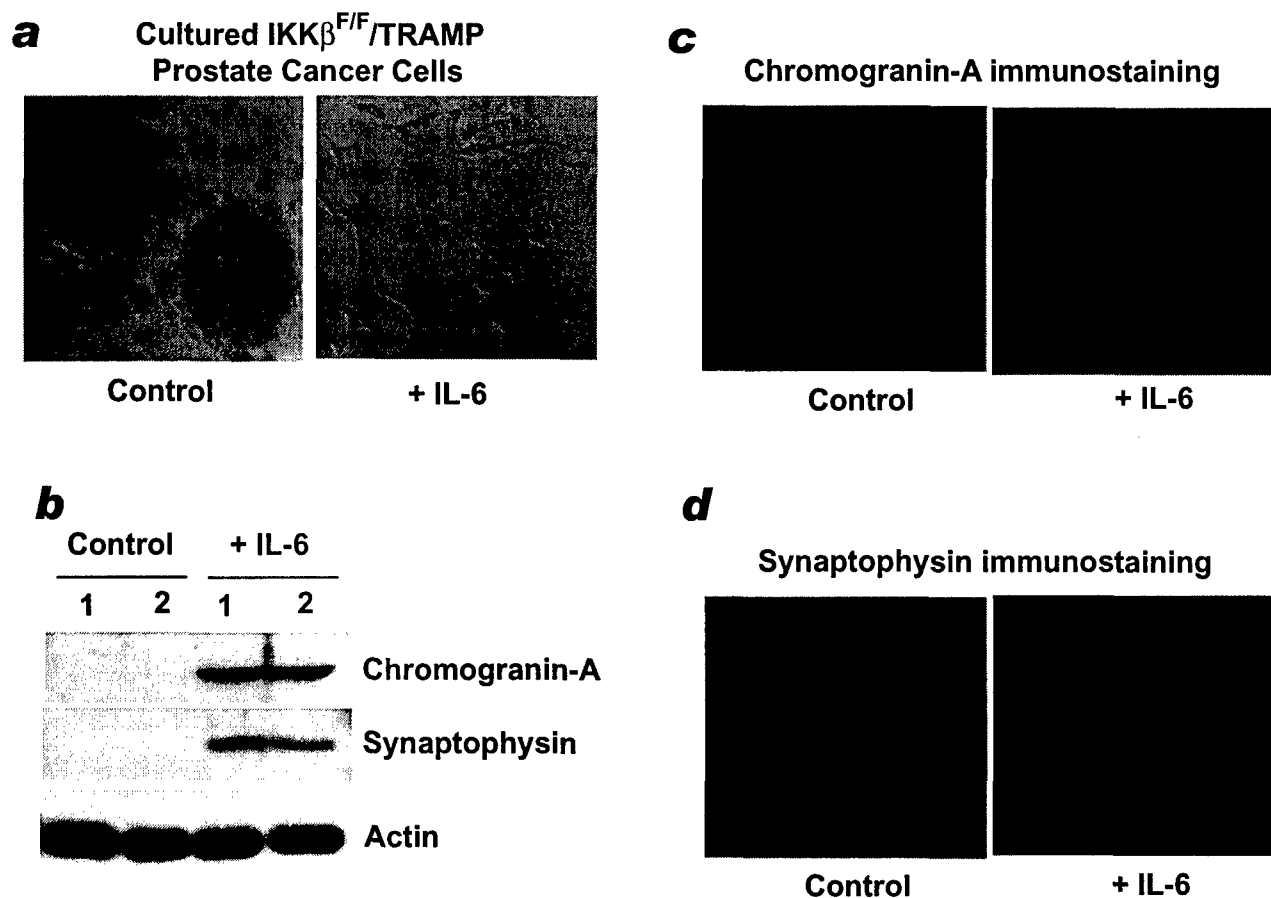 a
Cultured IKKβF/F/TRAMP
Prostate Cancer Cells
Control
+ IL-6
b
Control
+ IL-6
1 2 1 2
Chromogranin-A
Synaptophysin
Actin
c
Chromogranin-A immunostaining
Control
+ IL-6
d
Synaptophysin immunostaining
Control
+ IL-6